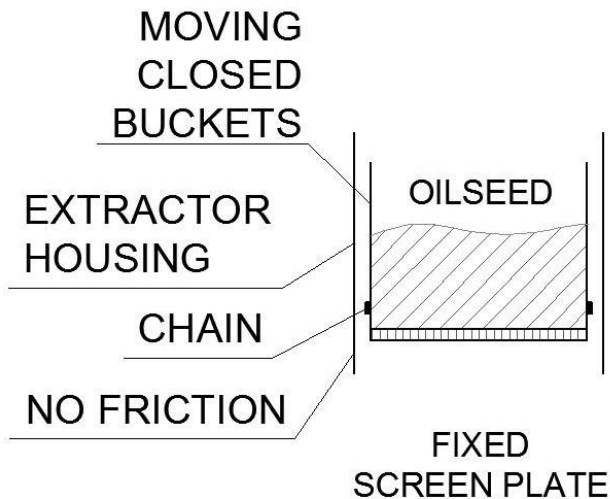 MOVING
CLOSED
BUCKETS
OILSEED
EXTRACTOR
HOUSING
CHAIN
NO FRICTION
FIXED
SCREEN PLATE